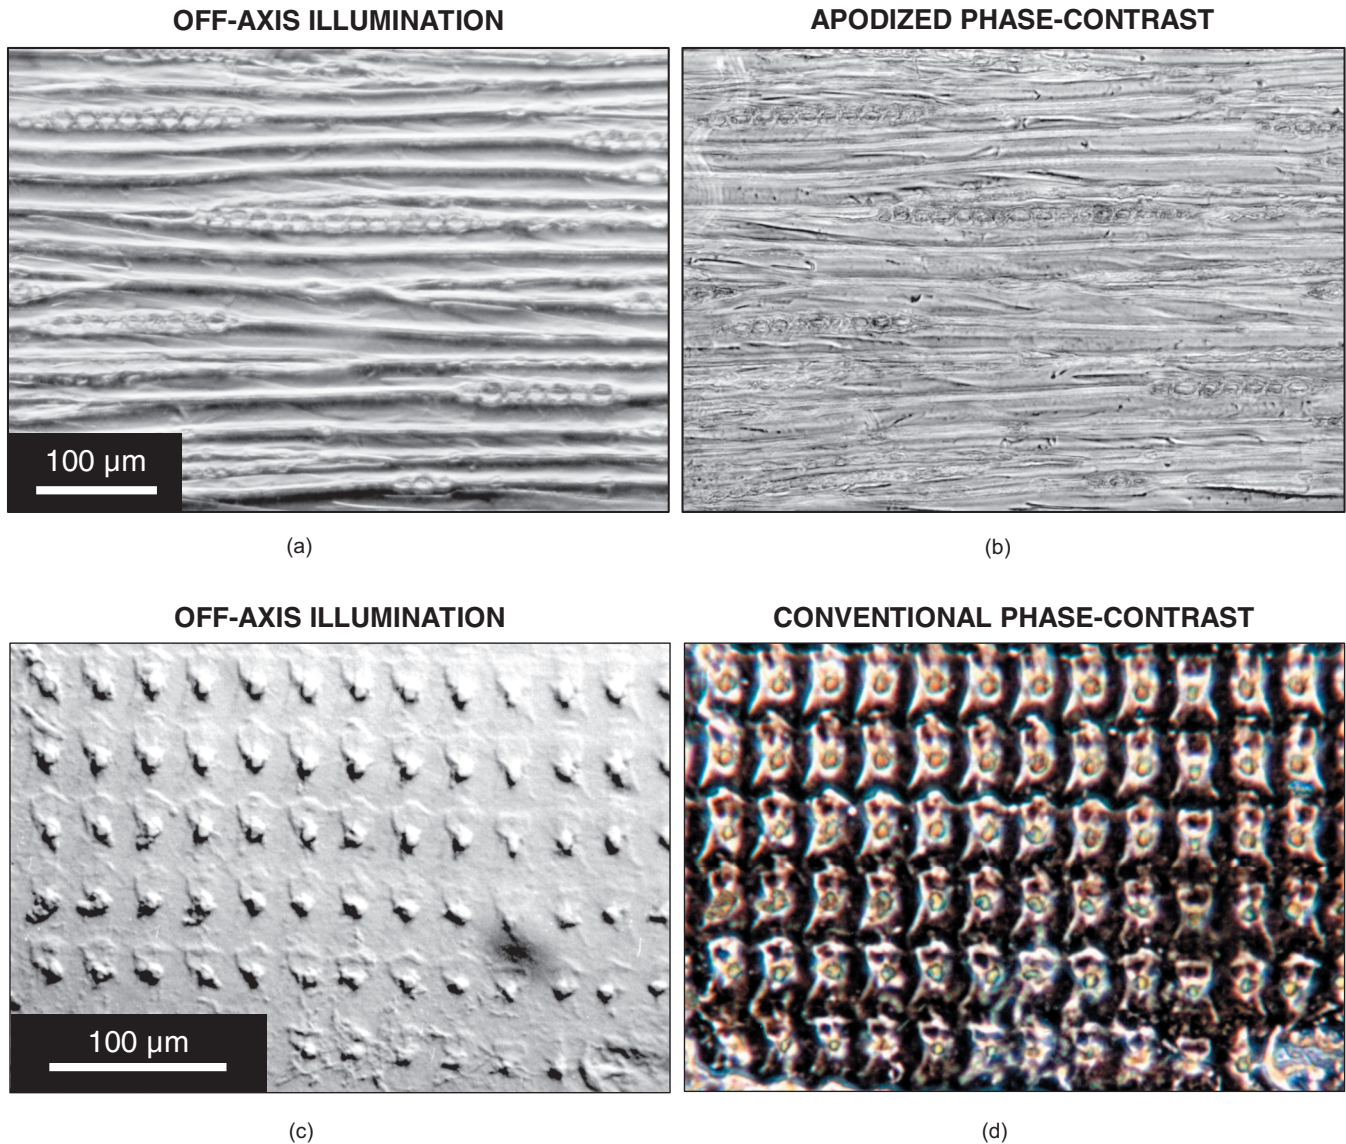 OFF-AXIS ILLUMINATION
APODIZED PHASE-CONTRAST
100 µm
(a)
(b)
OFF-AXIS ILLUMINATION
CONVENTIONAL PHASE-CONTRAST
100 µm
(c)
(d)